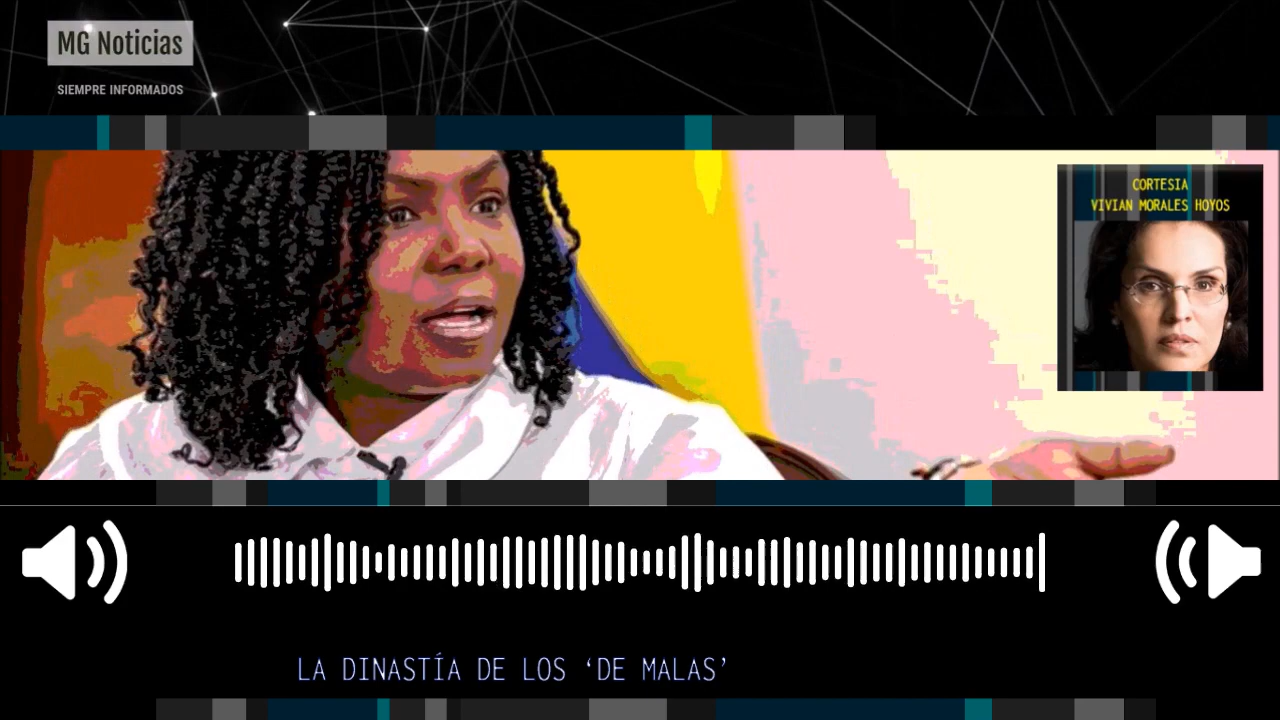 MG Noticias
SIEMPRE INFORMADOS
CORTESIA
VIVIAN MORALES HOYOS
LA DINASTÍA DE LOS ‘DE MALAS’